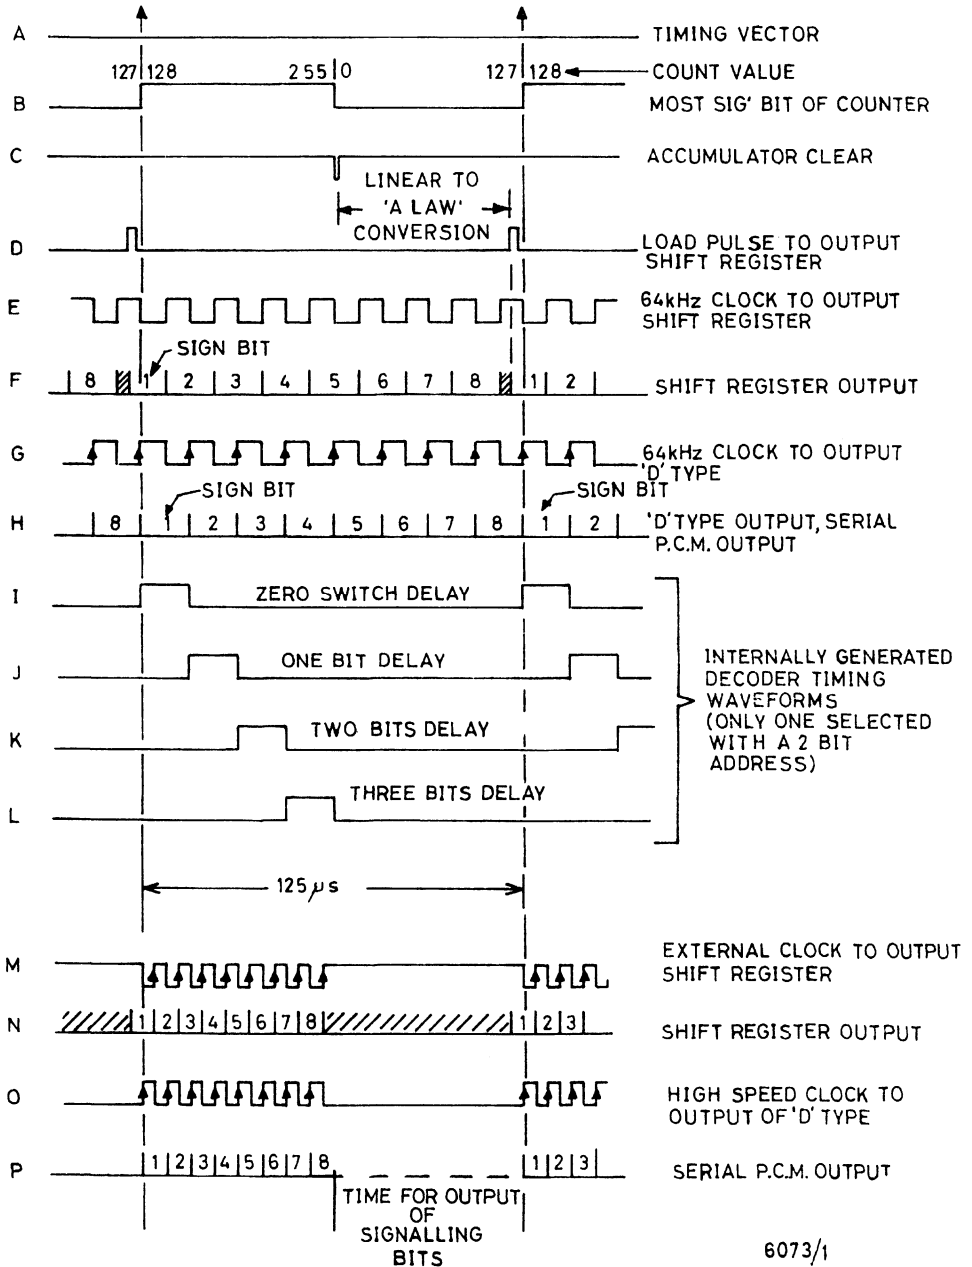 A TIMING VECTOR
127 128 255 0 127 128 COUNT VALUE
B MOST SIG' BIT OF COUNTER
C ACCUMULATOR CLEAR
LINEAR TO
'A LAW'
CONVERSION
D LOAD PULSE TO OUTPUT
SHIFT REGISTER
E 64kHz CLOCK TO OUTPUT
SHIFT REGISTER
SIGN BIT
F 8 1 2 3 4 5 6 7 8 1 2 SHIFT REGISTER OUTPUT
G 64kHz CLOCK TO OUTPUT
'D' TYPE
SIGN BIT SIGN BIT
H 8 1 2 3 4 5 6 7 8 1 2 'D' TYPE OUTPUT, SERIAL
P.C.M. OUTPUT
I ZERO SWITCH DELAY
J ONE BIT DELAY
K TWO BITS DELAY
L THREE BITS DELAY
INTERNALLY GENERATED
DECODER TIMING
WAVEFORMS
(ONLY ONE SELECTED
WITH A 2 BIT
ADDRESS)
125 µs
M EXTERNAL CLOCK TO OUTPUT
SHIFT REGISTER
N 1 2 3 4 5 6 7 8 1 2 3 SHIFT REGISTER OUTPUT
O HIGH SPEED CLOCK TO
OUTPUT OF 'D' TYPE
P 1 2 3 4 5 6 7 8 1 2 3 SERIAL P.C.M. OUTPUT
TIME FOR OUTPUT
OF
SIGNALLING
BITS
6073/1